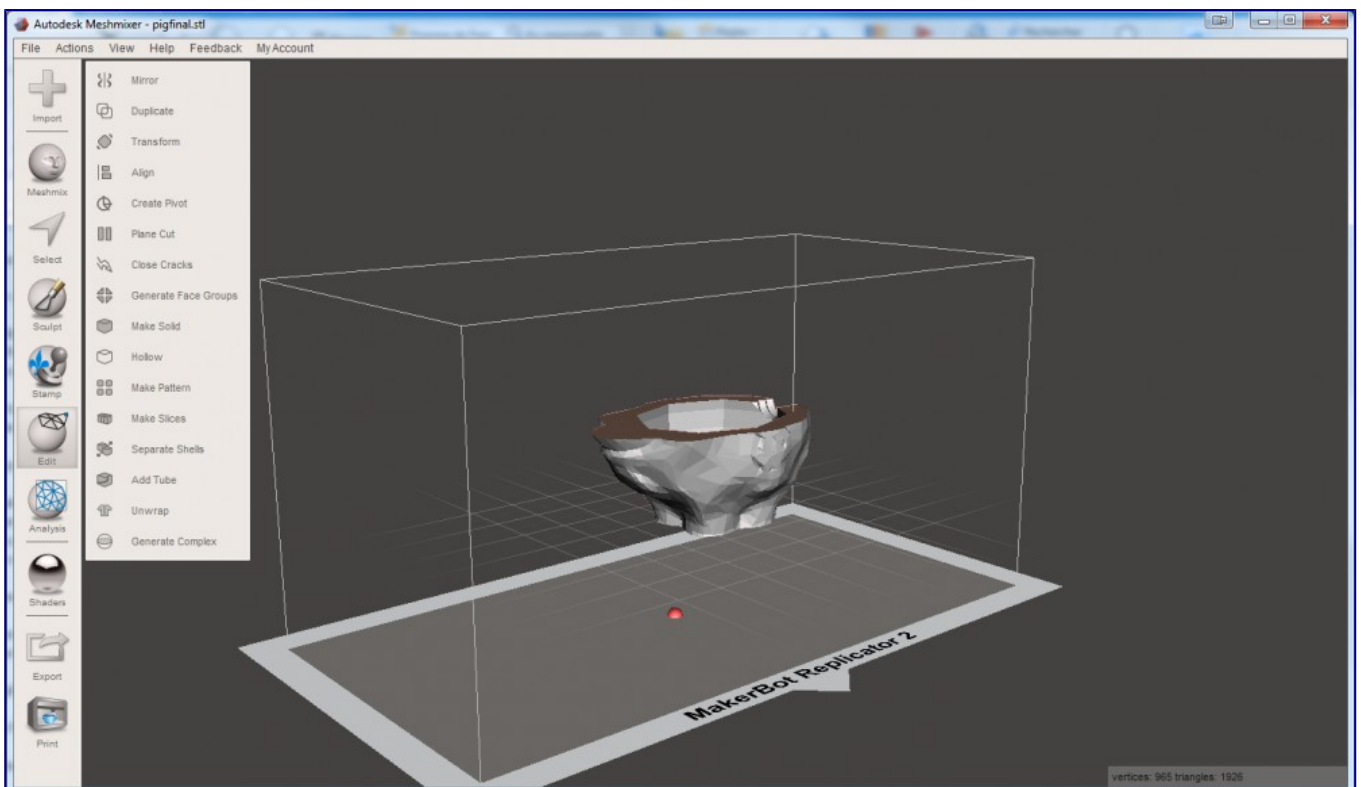 Autodesk Meshmixer - pigfinal.stl
File Actions View Help Feedback My Account
Import
Meshmix
Select
Sculpt
Stamp
Edit
Analysis
Shaders
Export
Print
Mirror
Duplicate
Transform
Align
Create Pivot
Plane Cut
Close Cracks
Generate Face Groups
Make Solid
Hollow
Make Pattern
Make Slices
Separate Shells
Add Tube
Unwrap
Generate Complex
MakerBot Replicator 2
vertices: 965 triangles: 1926